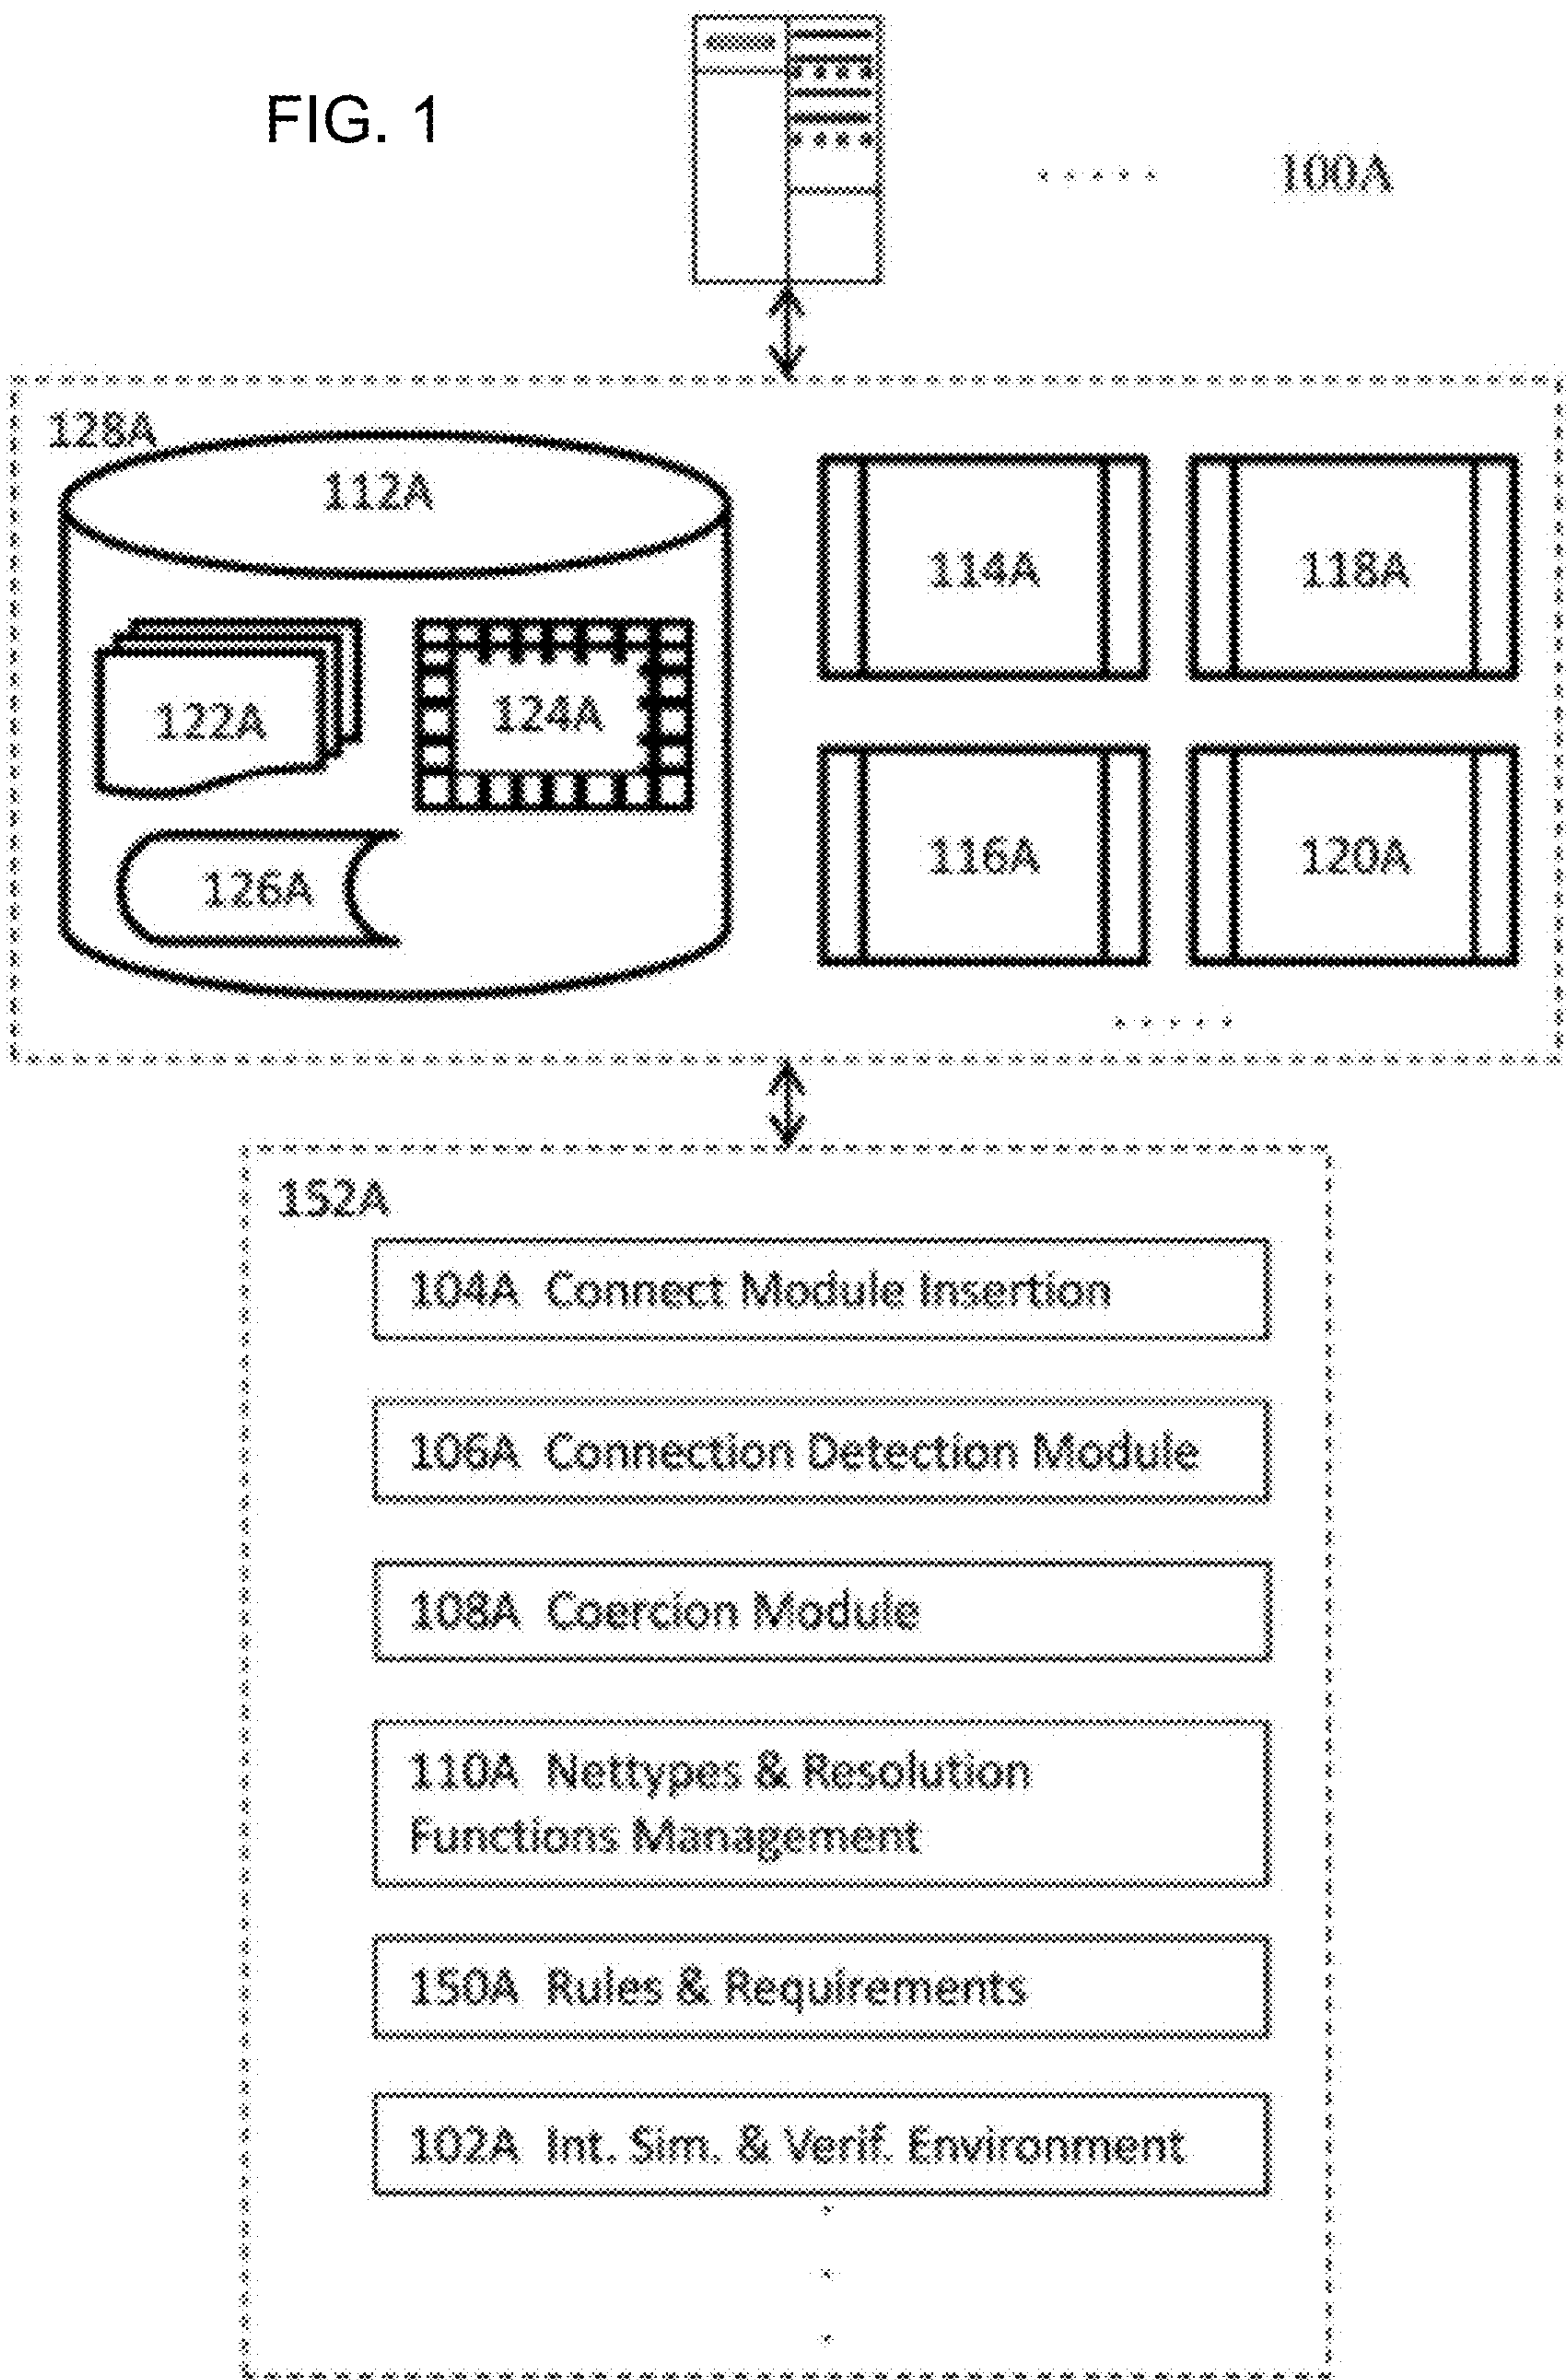 FIG. 1
100A
128A
112A
114A
118A
122A
124A
116A
120A
126A
152A
104A Connect Module Insertion
106A Connection Detection Module
108A Coercion Module
110A Nettypes & Resolution
Functions Management
150A Rules & Requirements
102A Int. Sim. & Verif. Environment